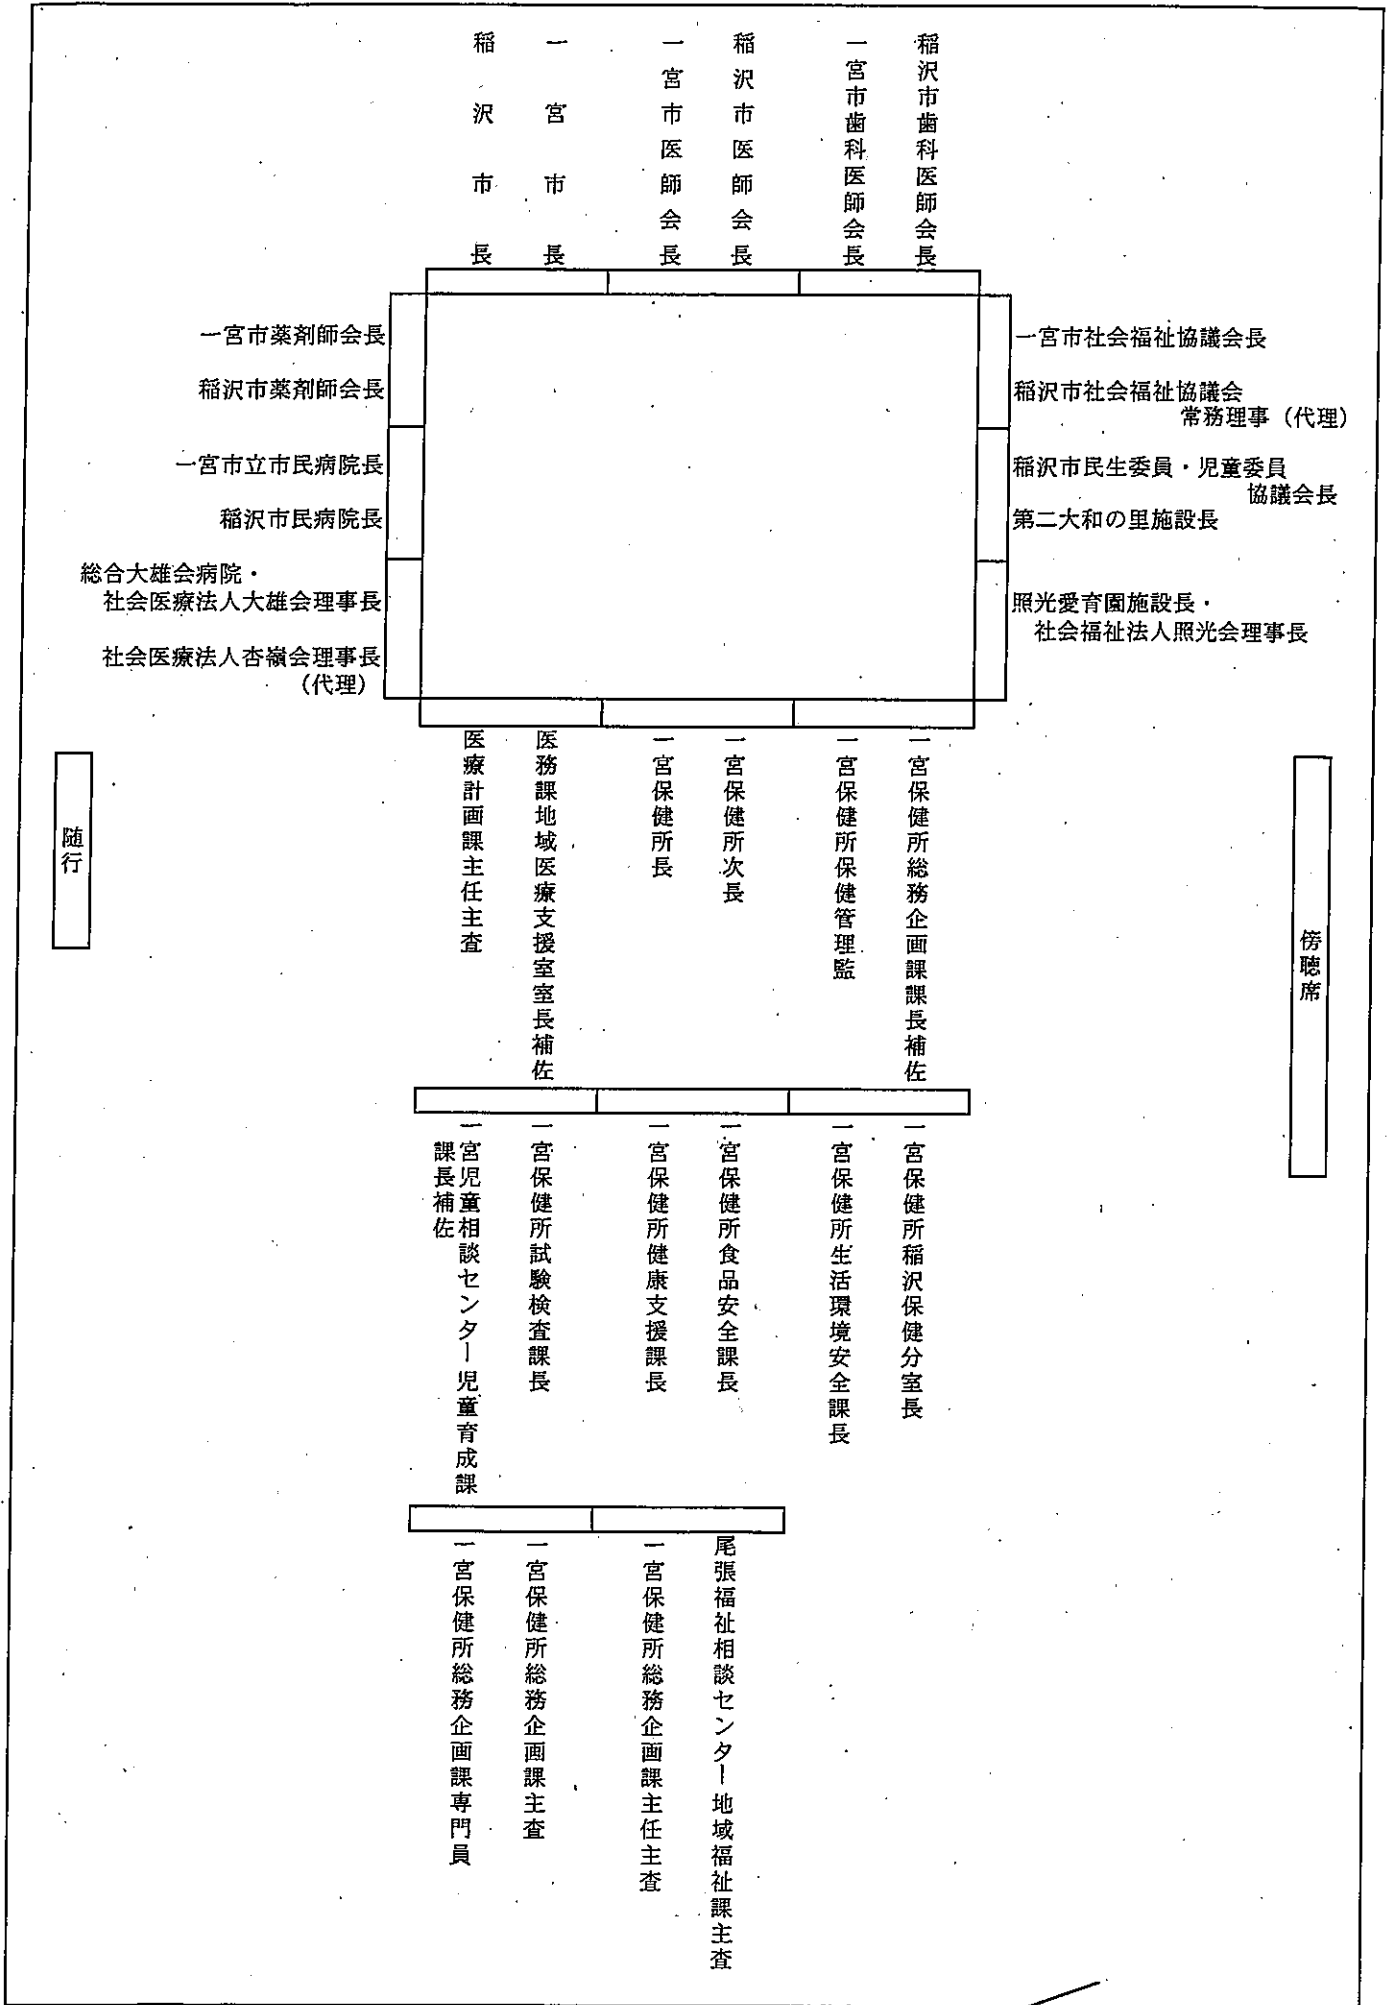 稲沢市長
一宮市長
一宮市医師会長
稲沢市医師会長
一宮市歯科医師会長
稲沢市歯科医師会長
一宮市薬剤師会長
稲沢市薬剤師会長
一宮市立市民病院長
稲沢市民病院長
総合大雄会病院・
社会医療法人大雄会理事長
社会医療法人杏嶺会理事長
（代理）
一宮市社会福祉協議会長
稲沢市社会福祉協議会
常務理事（代理）
稲沢市民生委員・児童委員
協議会長
第二大和の里施設長
照光愛育園施設長・
社会福祉法人照光会理事長
医療計画課主任主査
医務課地域医療支援室室長補佐
一宮保健所長
一宮保健所次長
一宮保健所保健管理監
一宮保健所総務企画課課長補佐
随行
傍聴席
一宮児童相談センター児童育成課
課長補佐
一宮保健所試験検査課長
一宮保健所健康支援課長
一宮保健所食品安全課長
一宮保健所生活環境安全課長
一宮保健所稲沢保健分室長
一宮保健所総務企画課専門員
一宮保健所総務企画課主査
一宮保健所総務企画課主任主査
尾張福祉相談センター地域福祉課主査